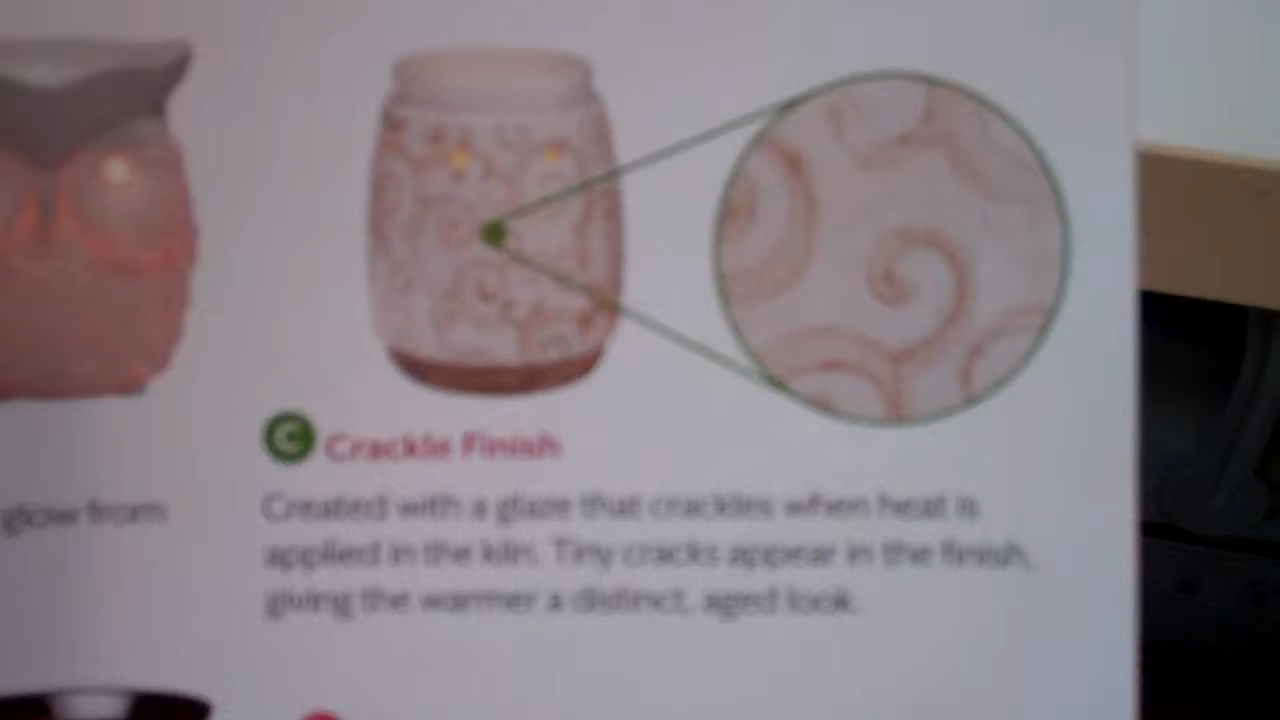 C Crackle Finish
glow from
Created with a glaze that crackles when heat is
applied in the kiln. Tiny cracks appear in the finish,
giving the warmer a distinct, aged look.